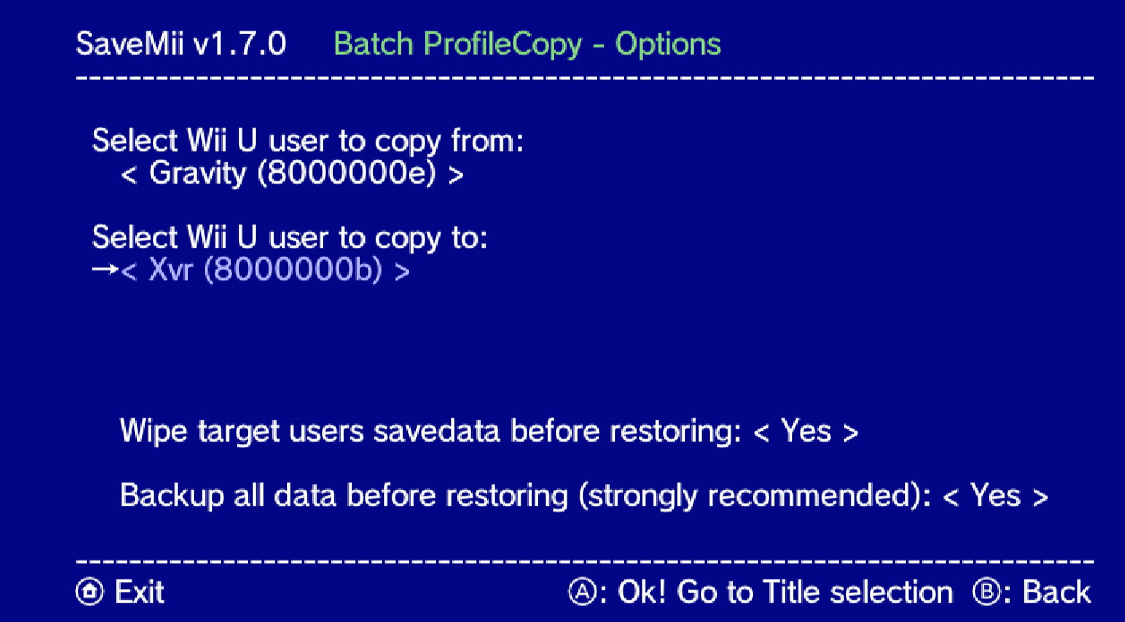 SaveMii v1.7.0 Batch ProfileCopy - Options
--------------------------------------------------------------------------------
Select Wii U user to copy from:
< Gravity (8000000e) >
Select Wii U user to copy to:
→< Xvr (8000000b) >
Wipe target users savedata before restoring: < Yes >
Backup all data before restoring (strongly recommended): < Yes >
--------------------------------------------------------------------------------
Exit Ⓐ: Ok! Go to Title selection Ⓑ: Back